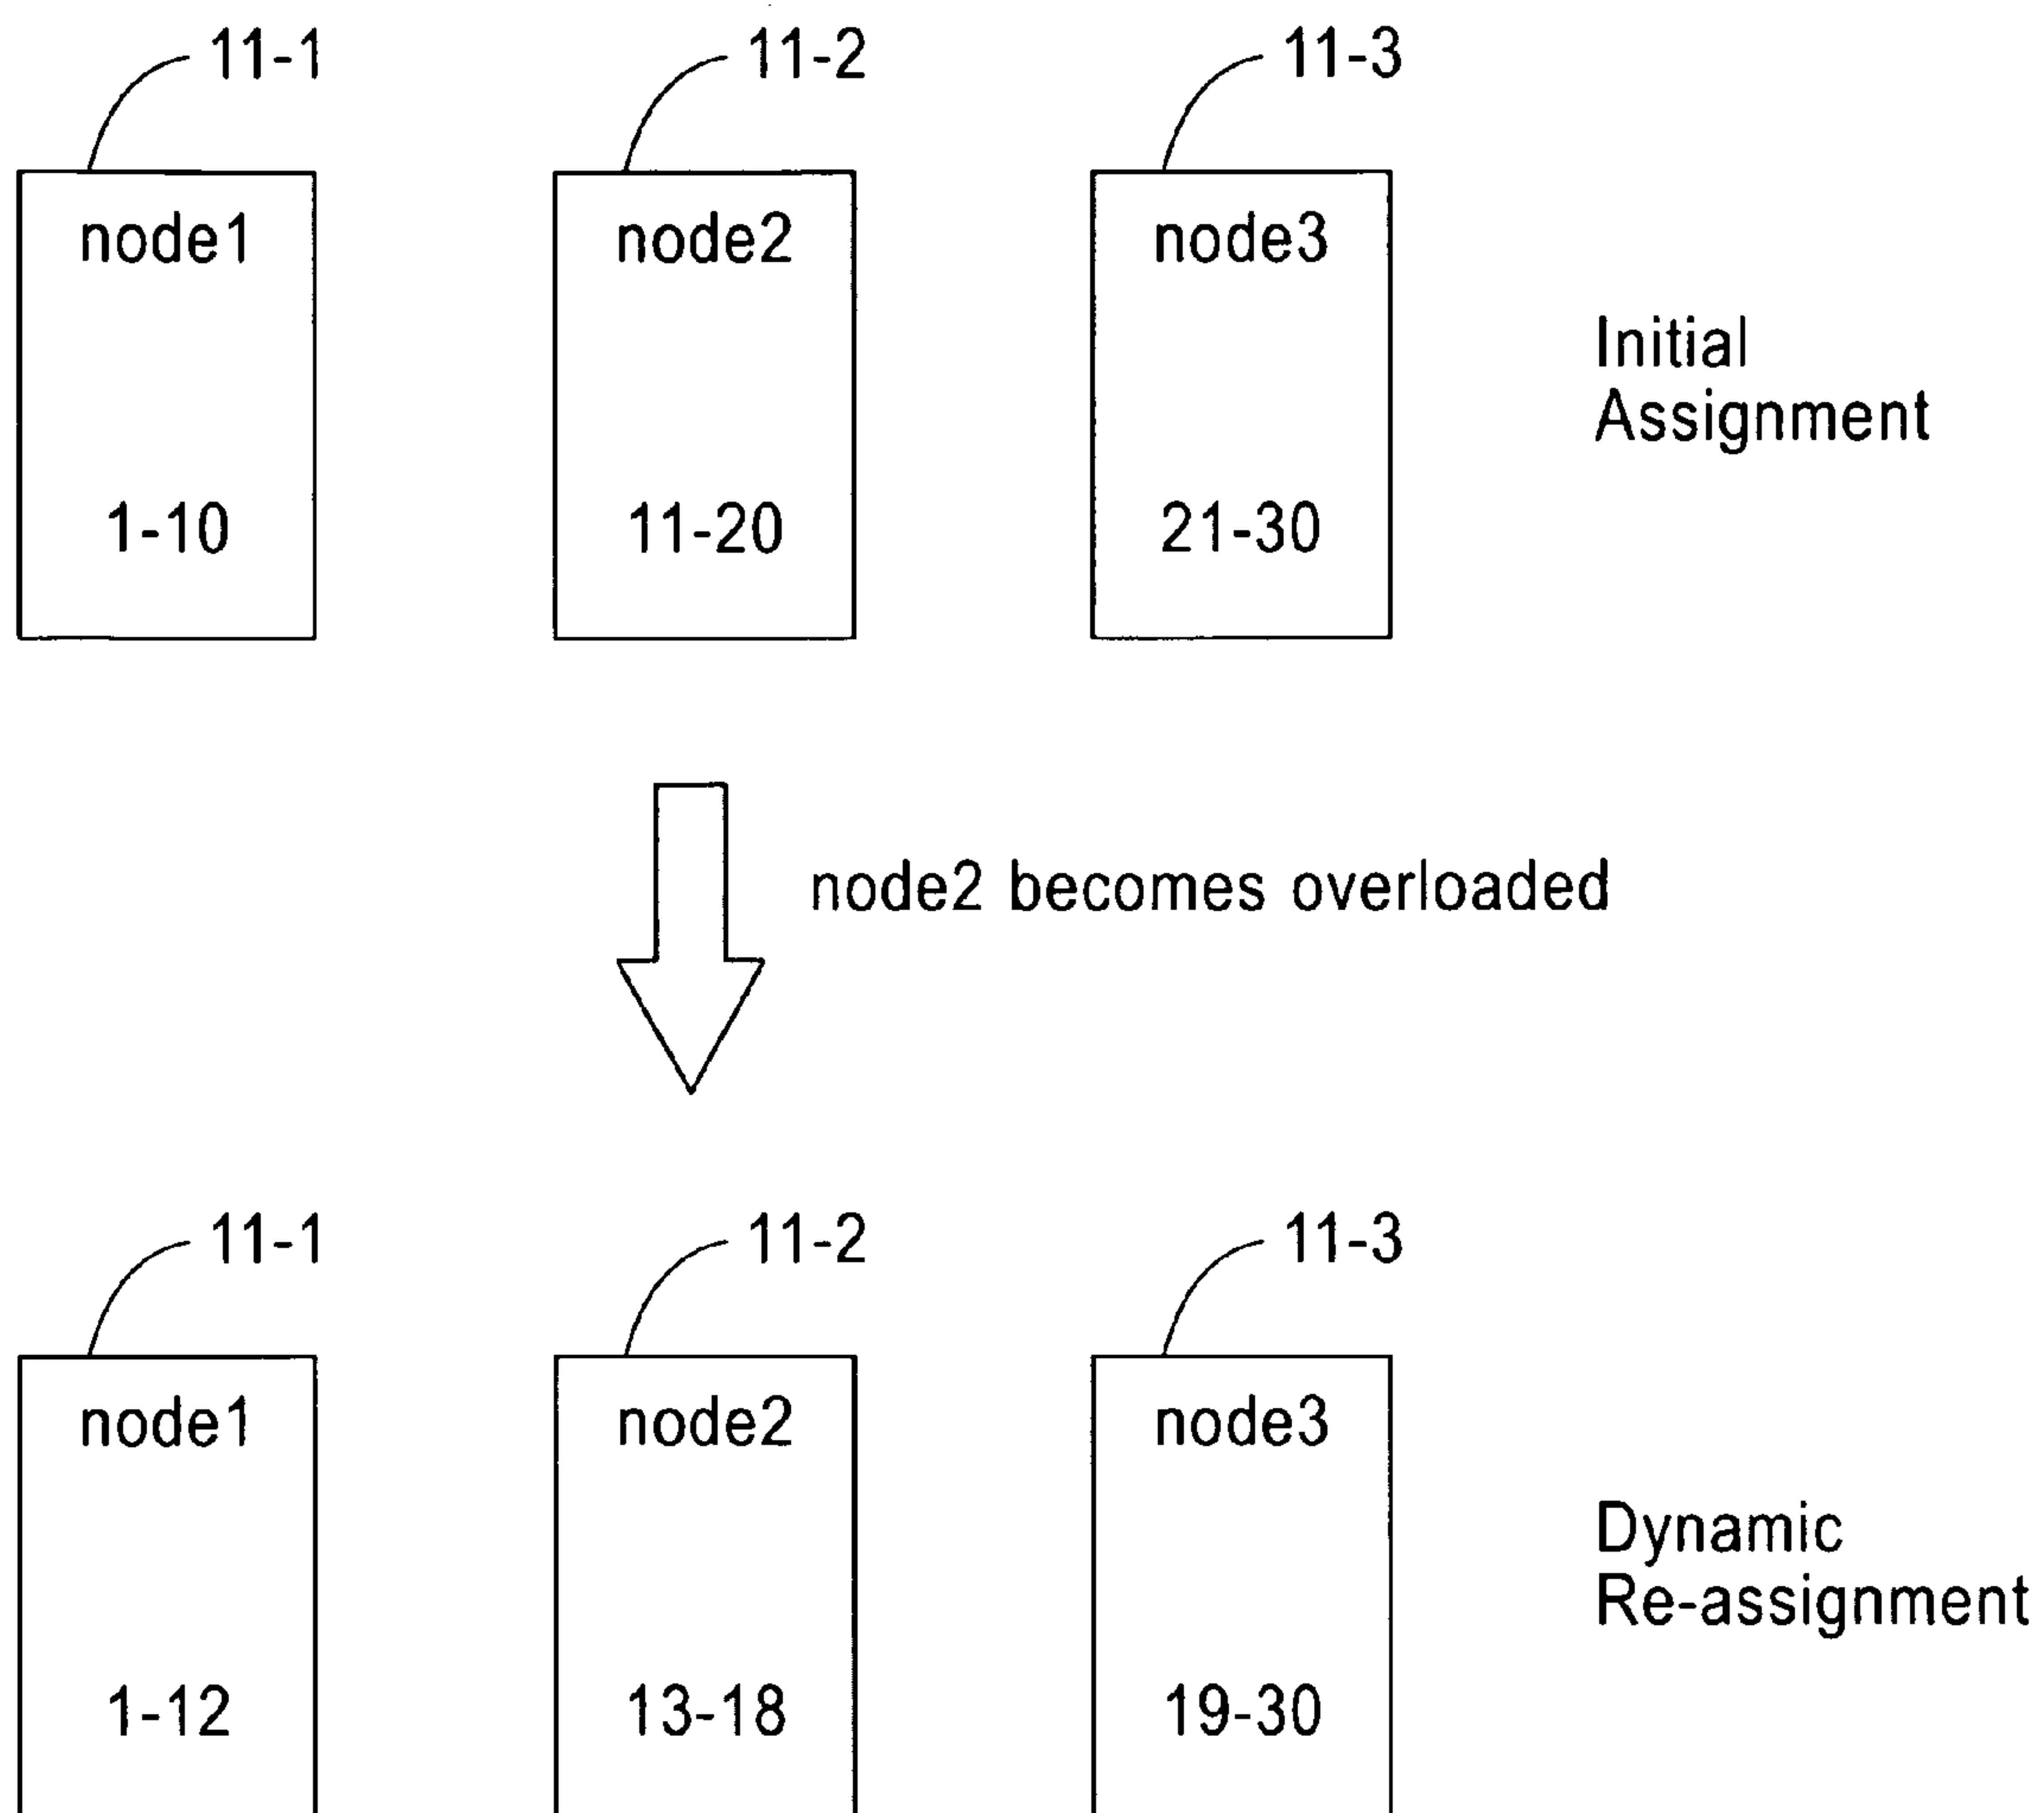 11-1
11-2
11-3
node1
node2
node3
Initial
Assignment
1-10
11-20
21-30
node2 becomes overloaded
11-1
11-2
11-3
node1
node2
node3
Dynamic
Re-assignment
1-12
13-18
19-30